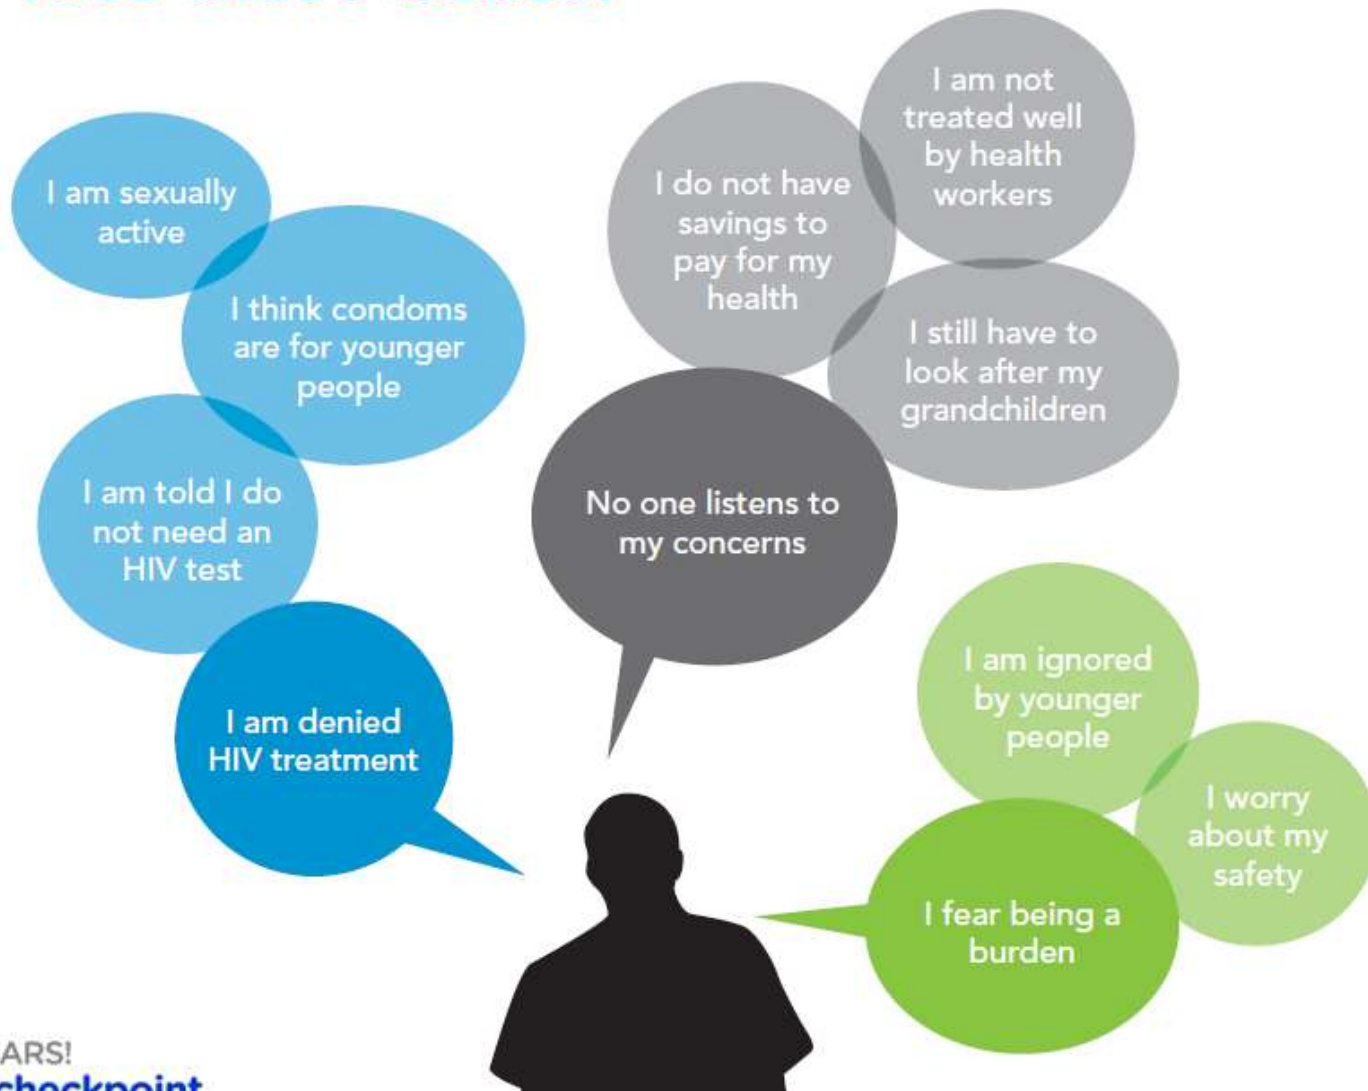 I am sexually
active
I think condoms
are for younger
people
I am told I do
not need an
HIV test
I am denied
HIV treatment
I do not have
savings to
pay for my
health
I am not
treated well
by health
workers
I still have to
look after my
grandchildren
No one listens to
my concerns
I am ignored
by younger
people
I worry
about my
safety
I fear being a
burden
ARS!
checkpoint